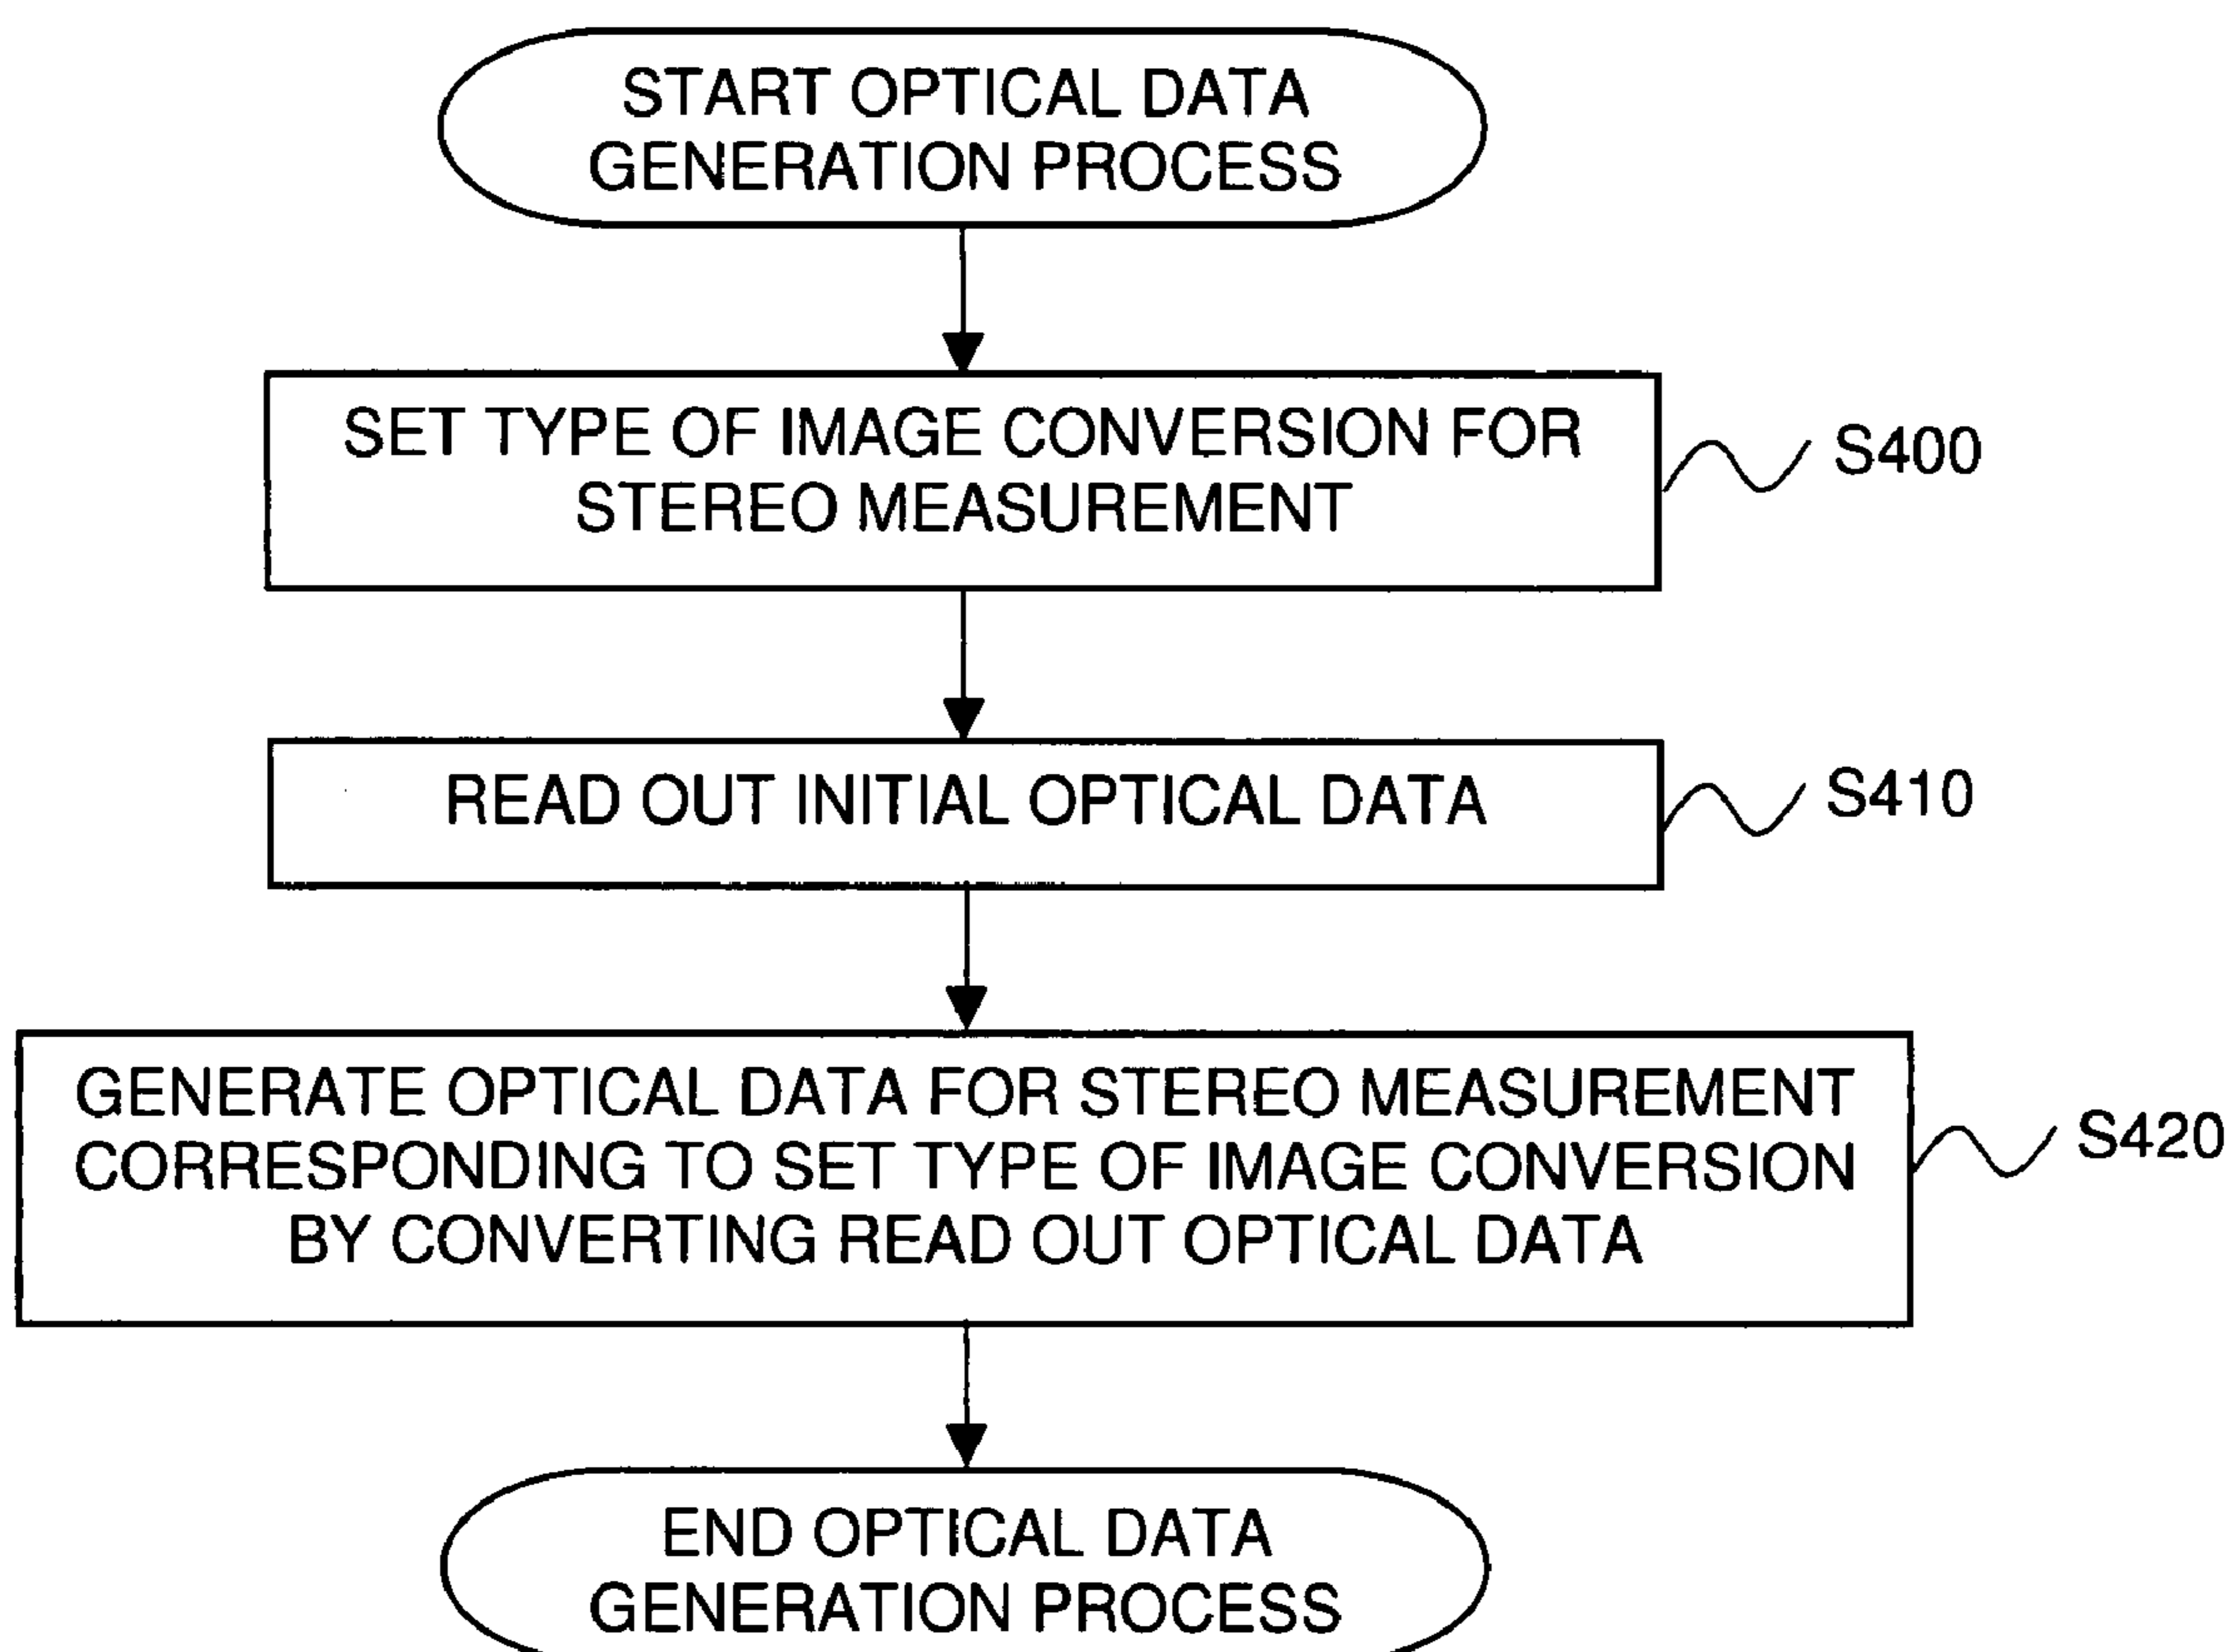 START OPTICAL DATA
GENERATION PROCESS
SET TYPE OF IMAGE CONVERSION FOR
STEREO MEASUREMENT
S400
READ OUT INITIAL OPTICAL DATA
S410
GENERATE OPTICAL DATA FOR STEREO MEASUREMENT
CORRESPONDING TO SET TYPE OF IMAGE CONVERSION
BY CONVERTING READ OUT OPTICAL DATA
S420
END OPTICAL DATA
GENERATION PROCESS